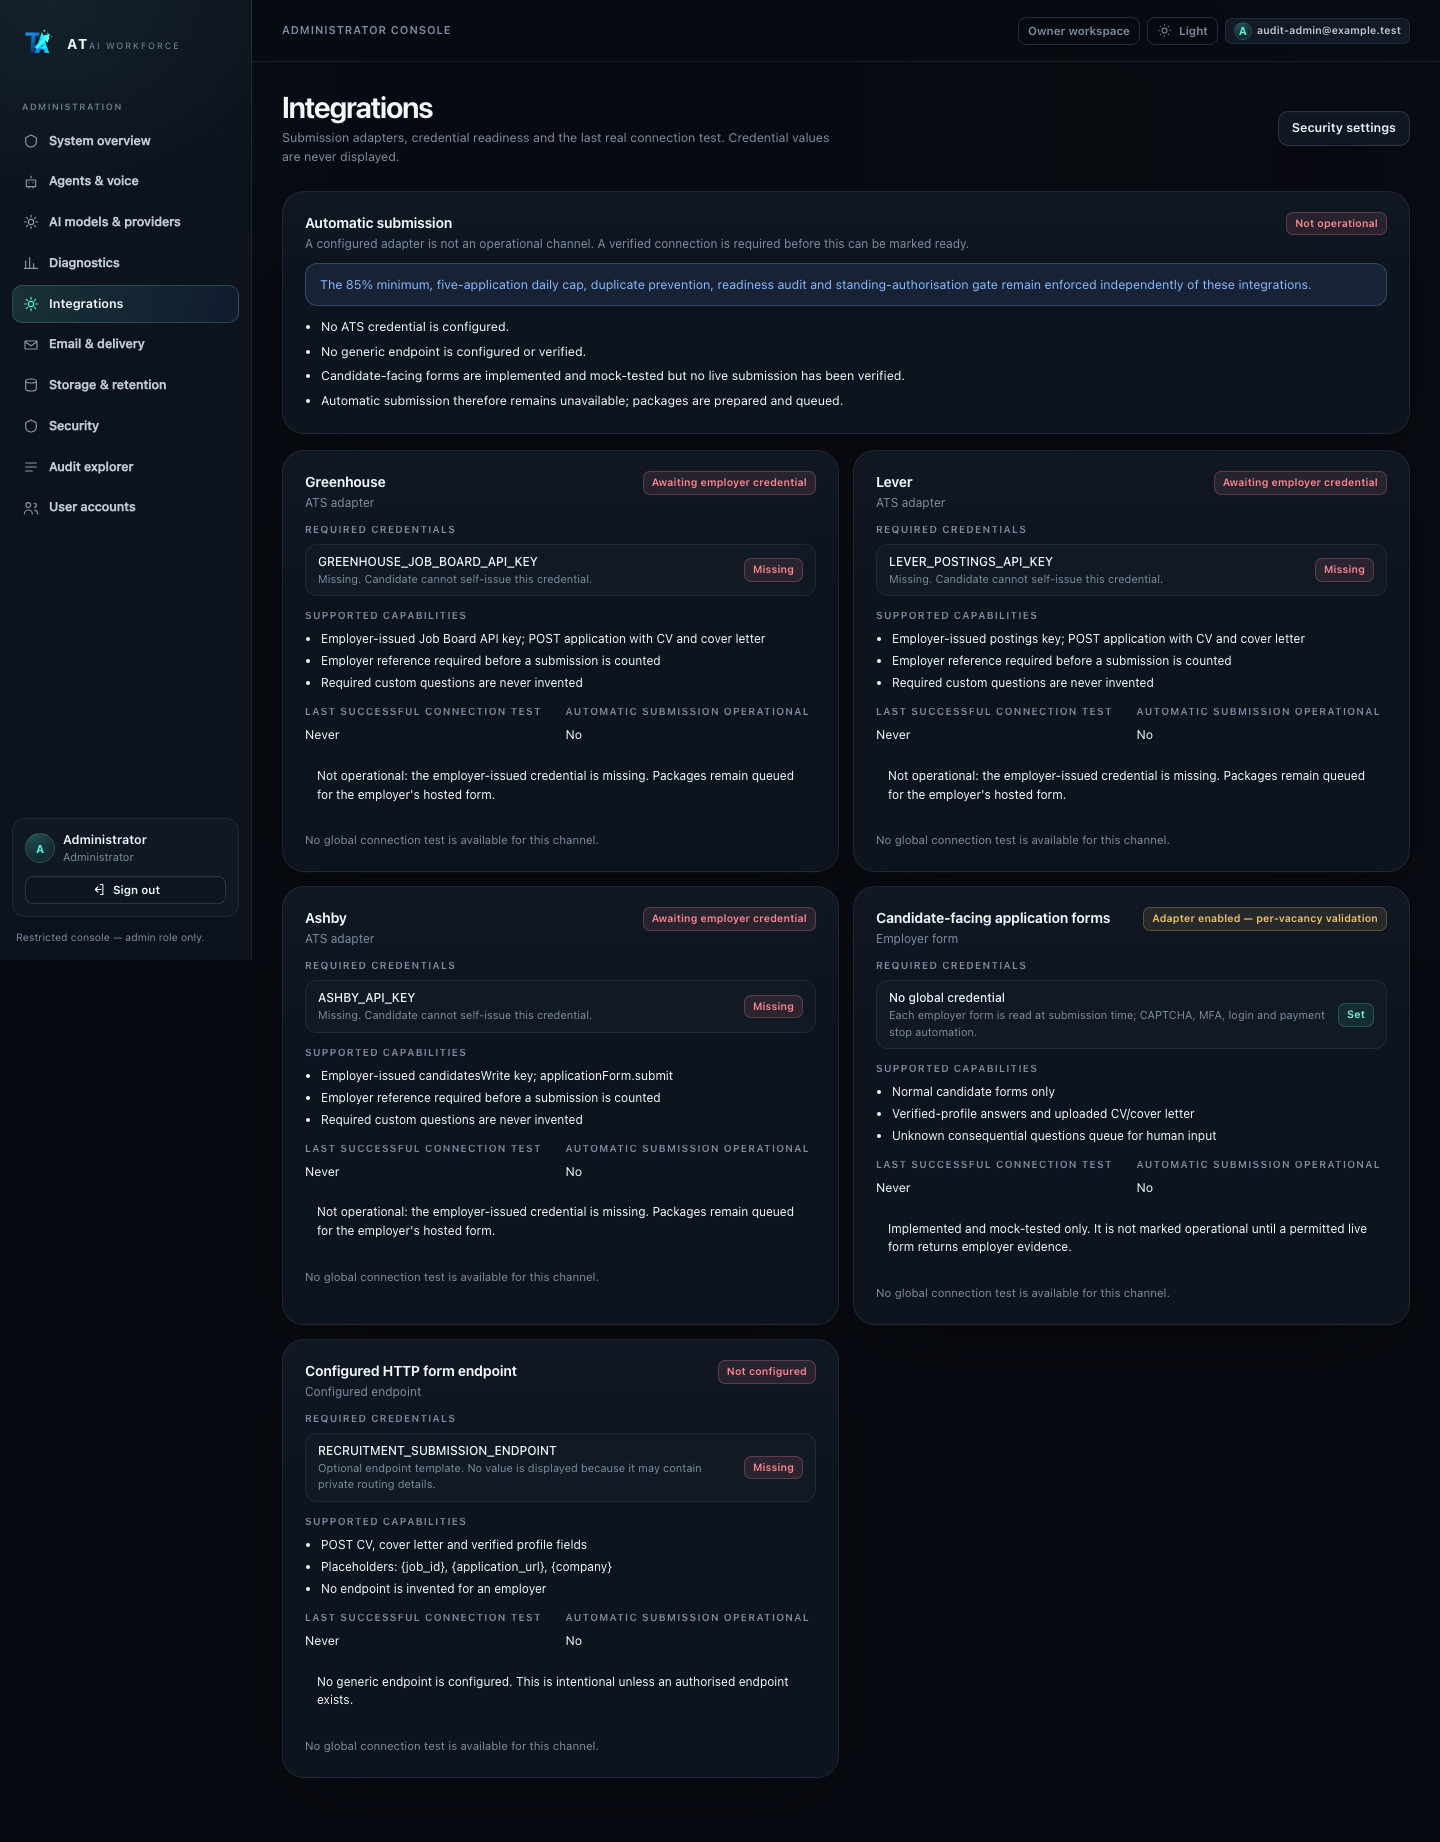 AT AI WORKFORCE
ADMINISTRATION
System overview
Agents & voice
AI models & providers
Diagnostics
Integrations
Email & delivery
Storage & retention
Security
Audit explorer
User accounts
A
Administrator
Administrator
Sign out
Restricted console — admin role only.
ADMINISTRATOR CONSOLE
Owner workspace
Light
A audit-admin@example.test
Integrations
Submission adapters, credential readiness and the last real connection test. Credential values
are never displayed.
Security settings
Automatic submission
Not operational
A configured adapter is not an operational channel. A verified connection is required before this can be marked ready.
The 85% minimum, five-application daily cap, duplicate prevention, readiness audit and standing-authorisation gate remain enforced independently of these integrations.
• No ATS credential is configured.
• No generic endpoint is configured or verified.
• Candidate-facing forms are implemented and mock-tested but no live submission has been verified.
• Automatic submission therefore remains unavailable; packages are prepared and queued.
Greenhouse
Awaiting employer credential
ATS adapter
REQUIRED CREDENTIALS
GREENHOUSE_JOB_BOARD_API_KEY
Missing. Candidate cannot self-issue this credential.
Missing
SUPPORTED CAPABILITIES
• Employer-issued Job Board API key; POST application with CV and cover letter
• Employer reference required before a submission is counted
• Required custom questions are never invented
LAST SUCCESSFUL CONNECTION TEST
Never
AUTOMATIC SUBMISSION OPERATIONAL
No
Not operational: the employer-issued credential is missing. Packages remain queued
for the employer's hosted form.
No global connection test is available for this channel.
Lever
Awaiting employer credential
ATS adapter
REQUIRED CREDENTIALS
LEVER_POSTINGS_API_KEY
Missing. Candidate cannot self-issue this credential.
Missing
SUPPORTED CAPABILITIES
• Employer-issued postings key; POST application with CV and cover letter
• Employer reference required before a submission is counted
• Required custom questions are never invented
LAST SUCCESSFUL CONNECTION TEST
Never
AUTOMATIC SUBMISSION OPERATIONAL
No
Not operational: the employer-issued credential is missing. Packages remain queued
for the employer's hosted form.
No global connection test is available for this channel.
Ashby
Awaiting employer credential
ATS adapter
REQUIRED CREDENTIALS
ASHBY_API_KEY
Missing. Candidate cannot self-issue this credential.
Missing
SUPPORTED CAPABILITIES
• Employer-issued candidatesWrite key; applicationForm.submit
• Employer reference required before a submission is counted
• Required custom questions are never invented
LAST SUCCESSFUL CONNECTION TEST
Never
AUTOMATIC SUBMISSION OPERATIONAL
No
Not operational: the employer-issued credential is missing. Packages remain queued
for the employer's hosted form.
No global connection test is available for this channel.
Candidate-facing application forms
Adapter enabled — per-vacancy validation
Employer form
REQUIRED CREDENTIALS
No global credential
Each employer form is read at submission time; CAPTCHA, MFA, login and payment
stop automation.
Set
SUPPORTED CAPABILITIES
• Normal candidate forms only
• Verified-profile answers and uploaded CV/cover letter
• Unknown consequential questions queue for human input
LAST SUCCESSFUL CONNECTION TEST
Never
AUTOMATIC SUBMISSION OPERATIONAL
No
Implemented and mock-tested only. It is not marked operational until a permitted live
form returns employer evidence.
No global connection test is available for this channel.
Configured HTTP form endpoint
Not configured
Configured endpoint
REQUIRED CREDENTIALS
RECRUITMENT_SUBMISSION_ENDPOINT
Optional endpoint template. No value is displayed because it may contain
private routing details.
Missing
SUPPORTED CAPABILITIES
• POST CV, cover letter and verified profile fields
• Placeholders: {job_id}, {application_url}, {company}
• No endpoint is invented for an employer
LAST SUCCESSFUL CONNECTION TEST
Never
AUTOMATIC SUBMISSION OPERATIONAL
No
No generic endpoint is configured. This is intentional unless an authorised endpoint
exists.
No global connection test is available for this channel.